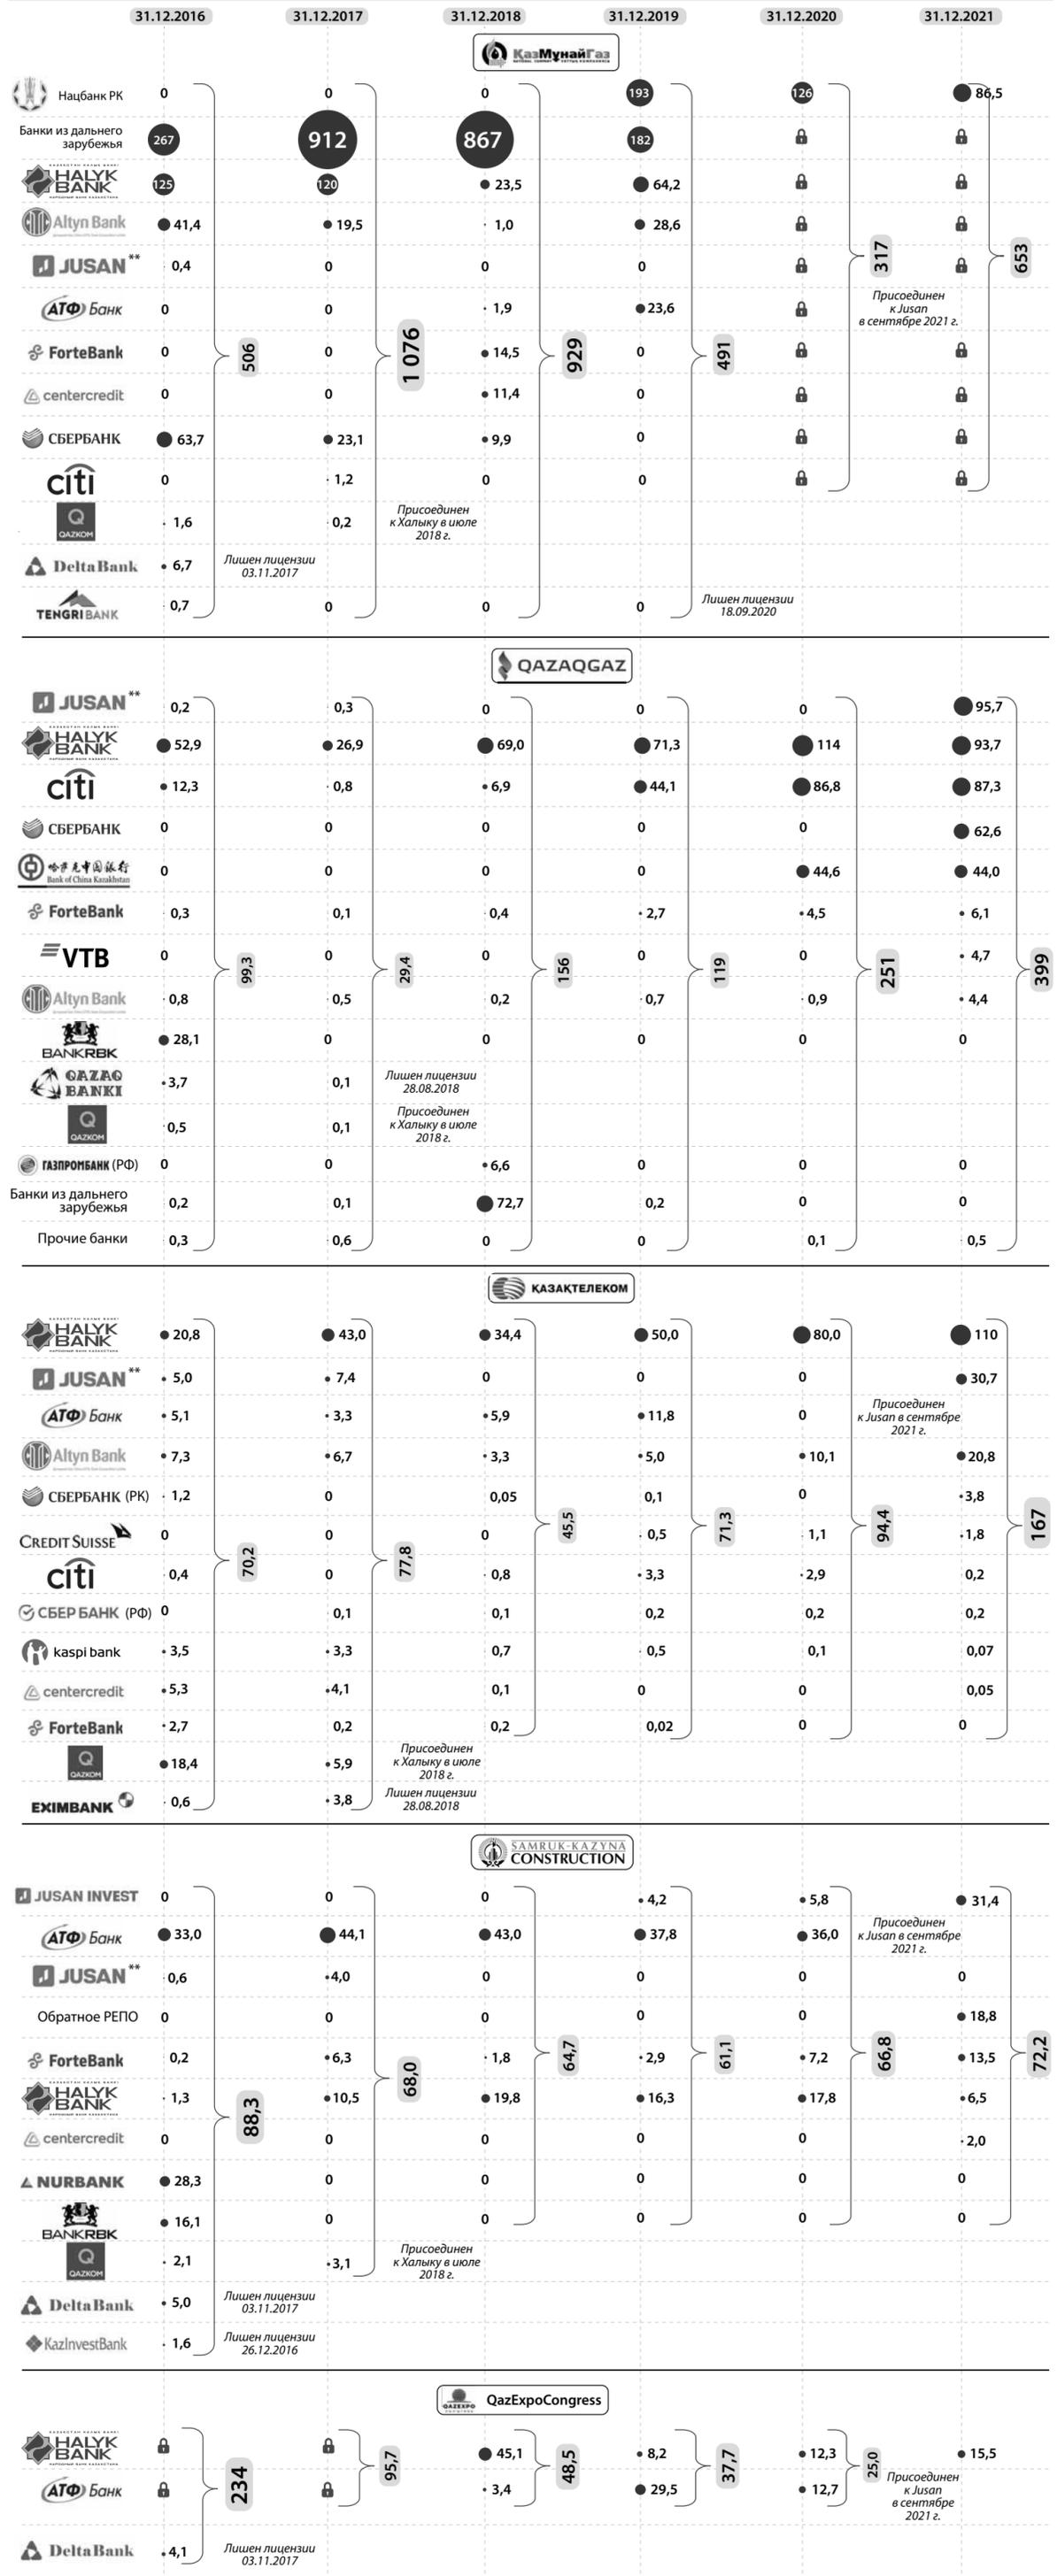 31.12.2016 31.12.2017 31.12.2018 31.12.2019 31.12.2020 31.12.2021
ҚазМұнайГаз
Нацбанк РК 0 0 0 193 126 86,5
Банки из дальнего
зарубежья 267 912 867 182
HALYK BANK 125 120 23,5 64,2
Altyn Bank 41,4 19,5 1,0 28,6
JUSAN** 0,4 0 0 0
АТФ Банк 0 0 1,9 23,6
Присоединен
к Jusan
в сентябре 2021 г.
ForteBank 0 0 14,5 0
centercredit 0 0 11,4 0
СБЕРБАНК 63,7 23,1 9,9 0
citi 0 1,2 0 0
QAZKOM 1,6 0,2
Присоединен
к Халыку в июле
2018 г.
DeltaBank 6,7
Лишен лицензии
03.11.2017
TENGRIBANK 0,7 0 0 0
Лишен лицензии
18.09.2020
506 1 076 929 491 317 653
QAZAQGAZ
JUSAN** 0,2 0,3 0 0 0 95,7
HALYK BANK 52,9 26,9 69,0 71,3 114 93,7
citi 12,3 0,8 6,9 44,1 86,8 87,3
СБЕРБАНК 0 0 0 0 0 62,6
Bank of China Kazakhstan 0 0 0 0 44,6 44,0
ForteBank 0,3 0,1 0,4 2,7 4,5 6,1
VTB 0 0 0 0 0 4,7
Altyn Bank 0,8 0,5 0,2 0,7 0,9 4,4
BANKRBK 28,1 0 0 0 0 0
QAZAQ BANKI 3,7 0,1
Лишен лицензии
28.08.2018
QAZKOM 0,5 0,1
Присоединен
к Халыку в июле
2018 г.
ГАЗПРОМБАНК (РФ) 0 0 6,6 0 0 0
Банки из дальнего
зарубежья 0,2 0,1 72,7 0,2 0 0
Прочие банки 0,3 0,6 0 0 0,1 0,5
99,3 29,4 156 119 251 399
ҚАЗАҚТЕЛЕКОМ
HALYK BANK 20,8 43,0 34,4 50,0 80,0 110
JUSAN** 5,0 7,4 0 0 0 30,7
АТФ Банк 5,1 3,3 5,9 11,8 0
Присоединен
к Jusan в сентябре
2021 г.
Altyn Bank 7,3 6,7 3,3 5,0 10,1 20,8
СБЕРБАНК (РК) 1,2 0 0,05 0,1 0 3,8
CREDIT SUISSE 0 0 0 0,5 1,1 1,8
citi 0,4 0 0,8 3,3 2,9 0,2
СБЕР БАНК (РФ) 0 0,1 0,1 0,2 0,2 0,2
kaspi bank 3,5 3,3 0,7 0,5 0,1 0,07
centercredit 5,3 4,1 0,1 0 0 0,05
ForteBank 2,7 0,2 0,2 0,02 0 0
QAZKOM 18,4 5,9
Присоединен
к Халыку в июле
2018 г.
EXIMBANK 0,6 3,8
Лишен лицензии
28.08.2018
70,2 77,8 45,5 71,3 94,4 167
SAMRUK-KAZYNA
CONSTRUCTION
JUSAN INVEST 0 0 0 4,2 5,8 31,4
АТФ Банк 33,0 44,1 43,0 37,8 36,0
Присоединен
к Jusan в сентябре
2021 г.
JUSAN** 0,6 4,0 0 0 0 0
Обратное РЕПО 0 0 0 0 0 18,8
ForteBank 0,2 6,3 1,8 2,9 7,2 13,5
HALYK BANK 1,3 10,5 19,8 16,3 17,8 6,5
centercredit 0 0 0 0 0 2,0
NURBANK 28,3 0 0 0 0 0
BANKRBK 16,1 0 0 0 0 0
QAZKOM 2,1 3,1
Присоединен
к Халыку в июле
2018 г.
DeltaBank 5,0
Лишен лицензии
03.11.2017
KazInvestBank 1,6
Лишен лицензии
26.12.2016
88,3 68,0 64,7 61,1 66,8 72,2
QAZEXPO QazExpoCongress
HALYK BANK 45,1 8,2 12,3 15,5
АТФ Банк 3,4 29,5 12,7
Присоединен
к Jusan
в сентябре
2021 г.
DeltaBank 4,1
Лишен лицензии
03.11.2017
234 95,7 48,5 37,7 25,0